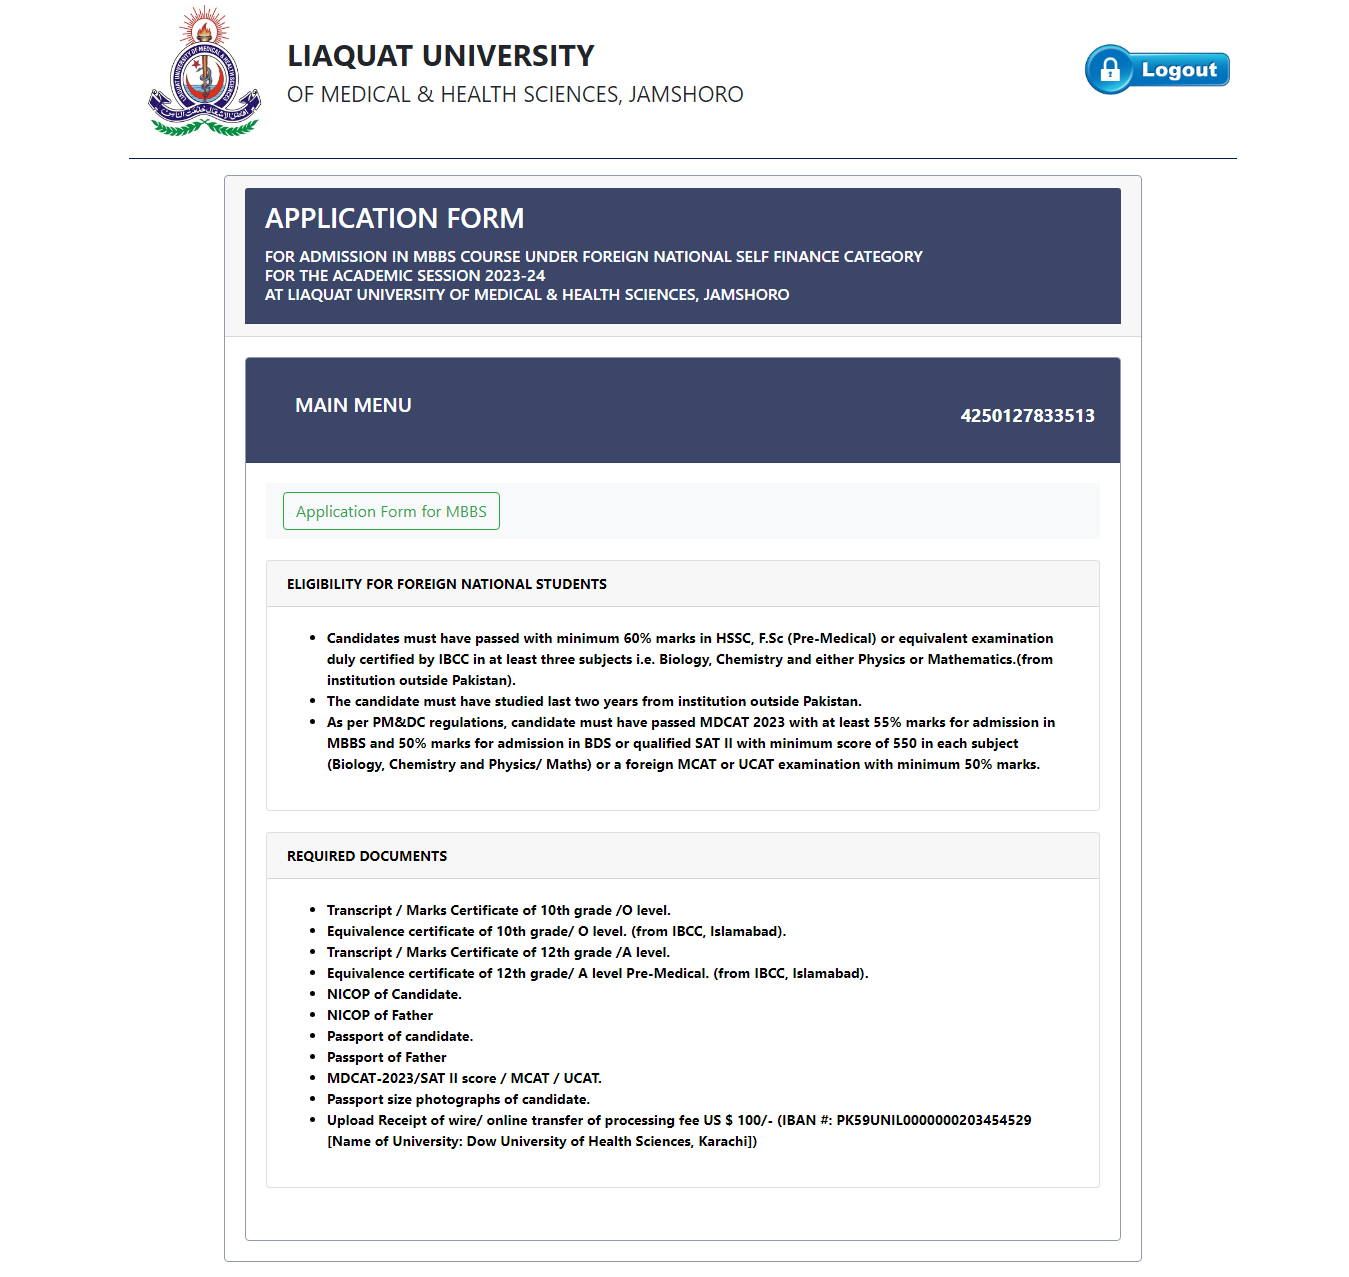 LIAQUAT UNIVERSITY
OF MEDICAL & HEALTH SCIENCES, JAMSHORO
Logout
APPLICATION FORM
FOR ADMISSION IN MBBS COURSE UNDER FOREIGN NATIONAL SELF FINANCE CATEGORY
FOR THE ACADEMIC SESSION 2023-24
AT LIAQUAT UNIVERSITY OF MEDICAL & HEALTH SCIENCES, JAMSHORO
MAIN MENU
4250127833513
Application Form for MBBS
ELIGIBILITY FOR FOREIGN NATIONAL STUDENTS
• Candidates must have passed with minimum 60% marks in HSSC, F.Sc (Pre-Medical) or equivalent examination
duly certified by IBCC in at least three subjects i.e. Biology, Chemistry and either Physics or Mathematics.(from
institution outside Pakistan).
• The candidate must have studied last two years from institution outside Pakistan.
• As per PM&DC regulations, candidate must have passed MDCAT 2023 with at least 55% marks for admission in
MBBS and 50% marks for admission in BDS or qualified SAT II with minimum score of 550 in each subject
(Biology, Chemistry and Physics/ Maths) or a foreign MCAT or UCAT examination with minimum 50% marks.
REQUIRED DOCUMENTS
• Transcript / Marks Certificate of 10th grade /O level.
• Equivalence certificate of 10th grade/ O level. (from IBCC, Islamabad).
• Transcript / Marks Certificate of 12th grade /A level.
• Equivalence certificate of 12th grade/ A level Pre-Medical. (from IBCC, Islamabad).
• NICOP of Candidate.
• NICOP of Father
• Passport of candidate.
• Passport of Father
• MDCAT-2023/SAT II score / MCAT / UCAT.
• Passport size photographs of candidate.
• Upload Receipt of wire/ online transfer of processing fee US $ 100/- (IBAN #: PK59UNIL0000000203454529
[Name of University: Dow University of Health Sciences, Karachi])